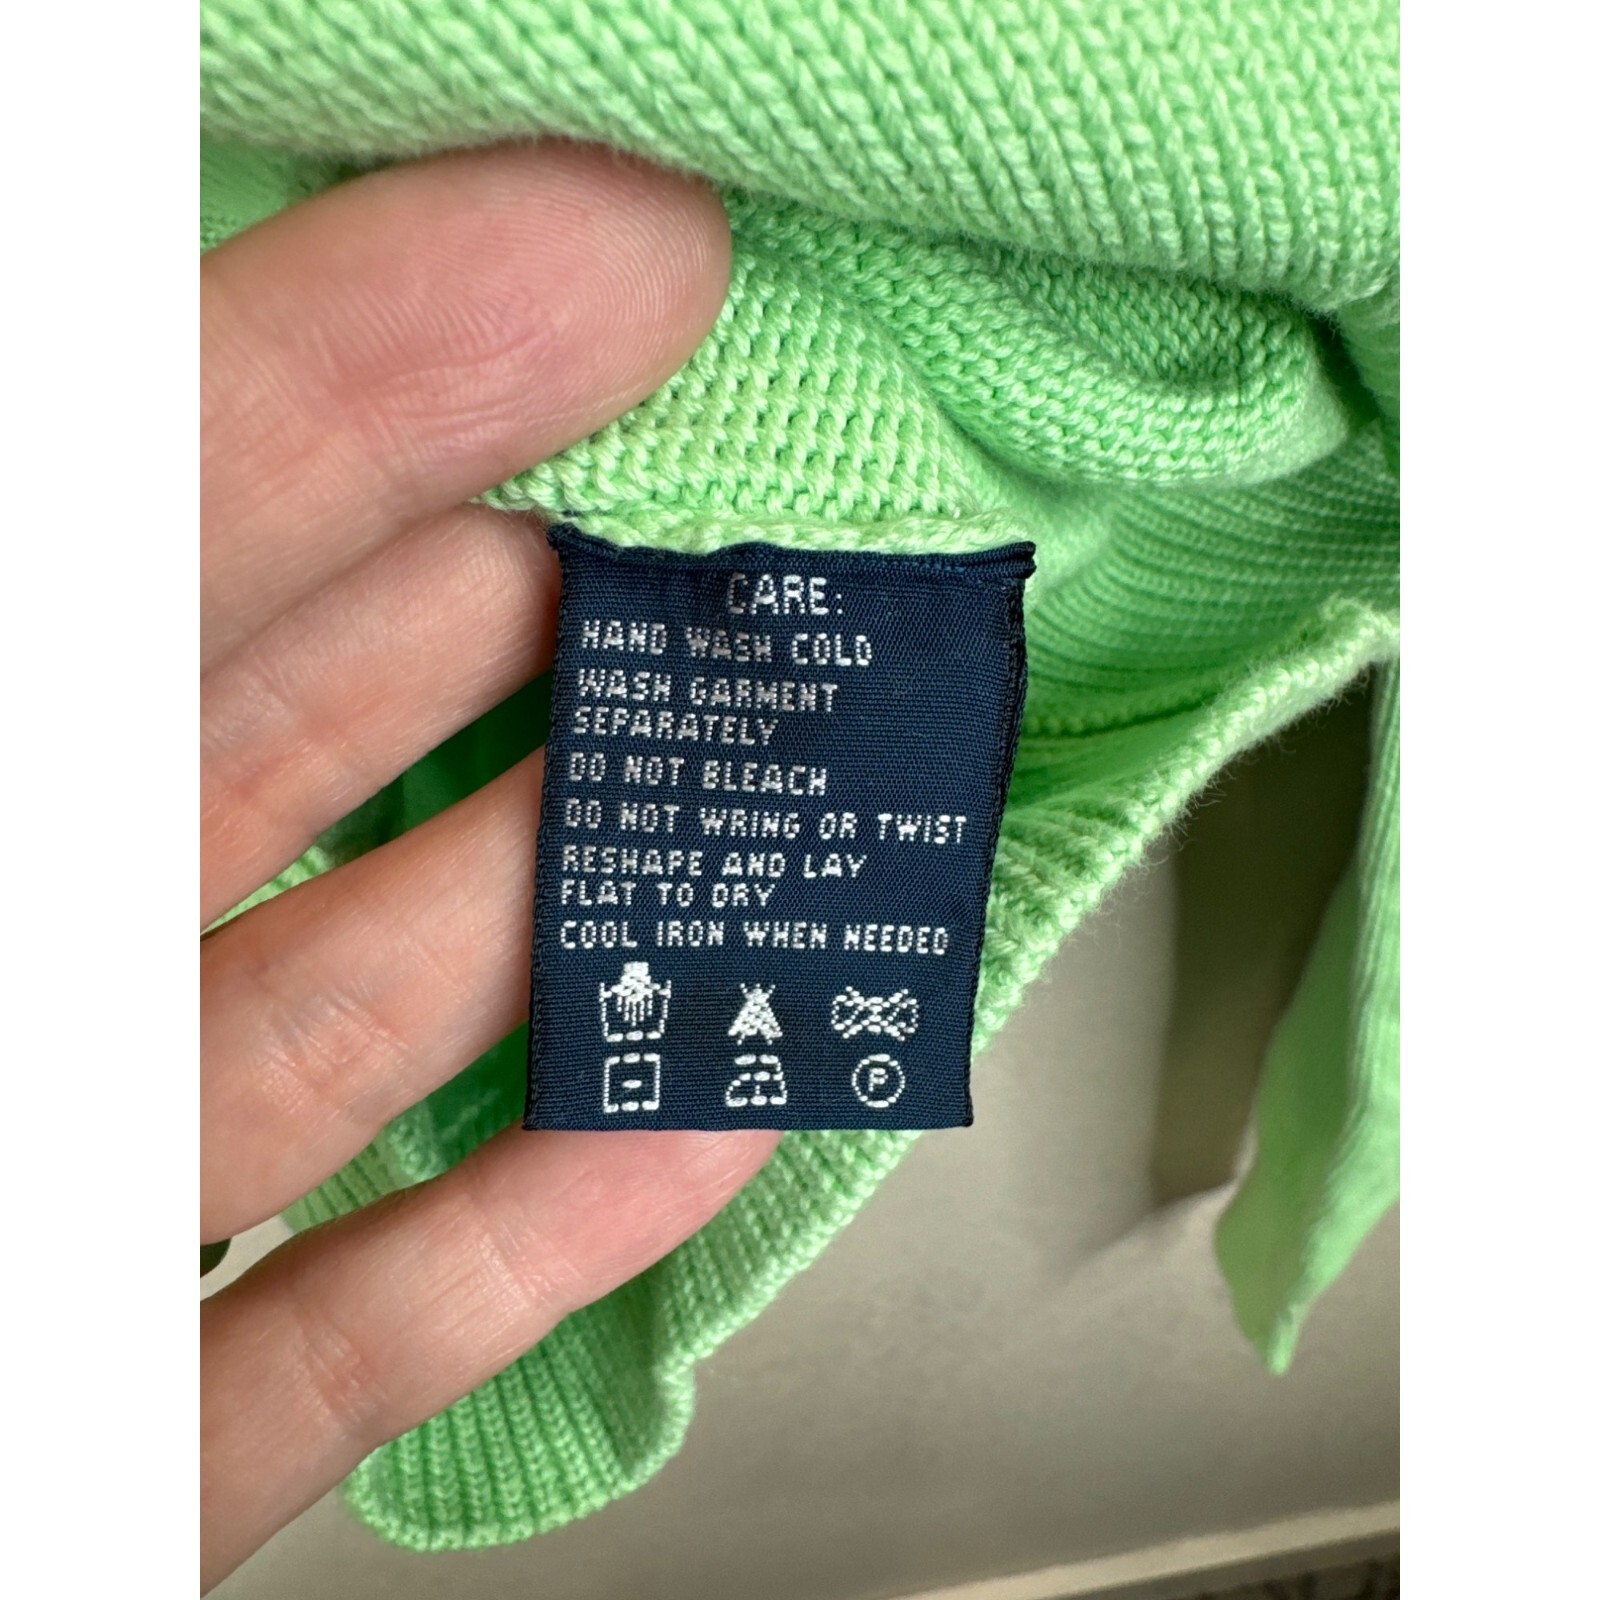 CARE:
HAND WASH COLD
WASH GARMENT
SEPARATELY
DO NOT BLEACH
DO NOT WRING OR TWIST
RESHAPE AND LAY
FLAT TO DRY
COOL IRON WHEN NEEDED
P